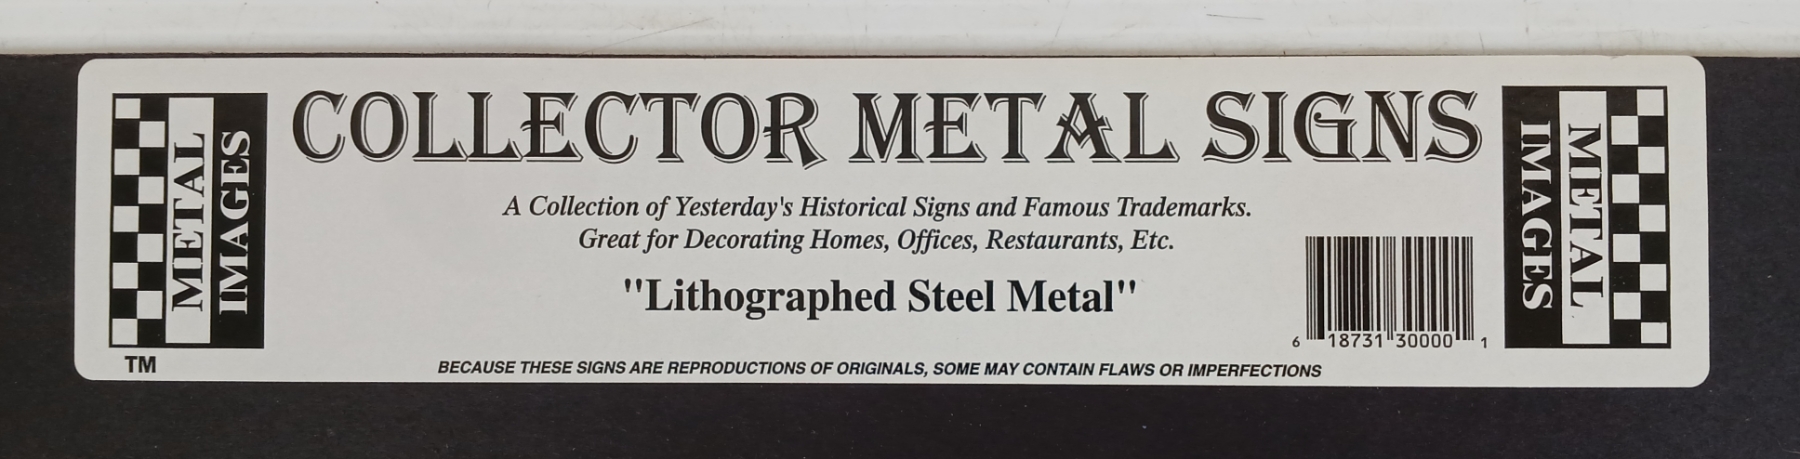 METAL
IMAGES
TM
COLLECTOR METAL SIGNS
A Collection of Yesterday's Historical Signs and Famous Trademarks.
Great for Decorating Homes, Offices, Restaurants, Etc.
"Lithographed Steel Metal"
BECAUSE THESE SIGNS ARE REPRODUCTIONS OF ORIGINALS, SOME MAY CONTAIN FLAWS OR IMPERFECTIONS
6 18731 30000 1
METAL
IMAGES